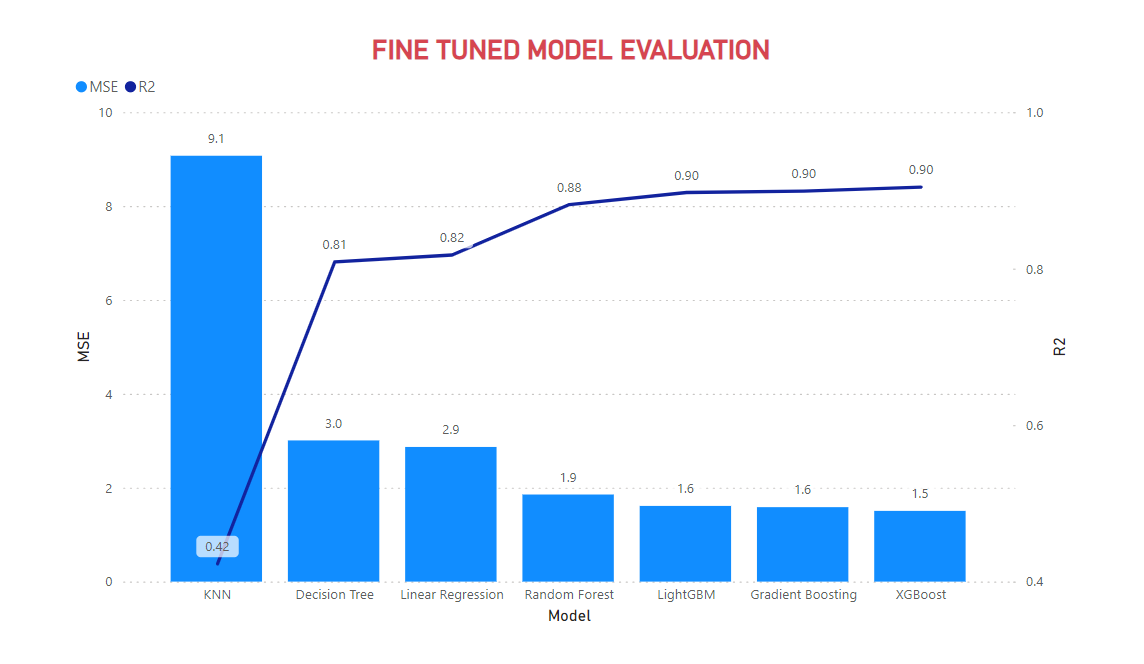 FINE TUNED MODEL EVALUATION
MSE R2
10 1.0
9.1
0.90 0.90 0.90
0.88
8
0.82
0.81
0.8
6
MSE R2
4
3.0 2.9
0.6
2
1.9 1.6 1.6 1.5
0.42
0 0.4
KNN Decision Tree Linear Regression Random Forest LightGBM Gradient Boosting XGBoost
Model